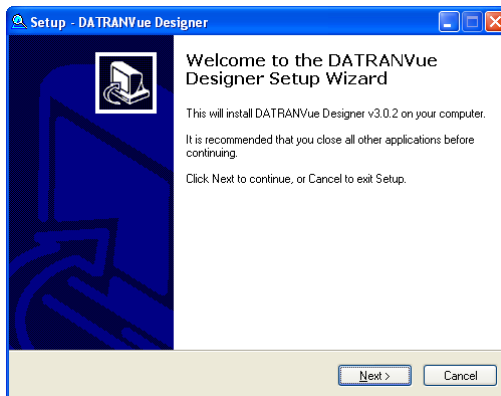 Setup - DATRANVue Designer
Welcome to the DATRANVue
Designer Setup Wizard
This will install DATRANVue Designer v3.0.2 on your computer.
It is recommended that you close all other applications before
continuing.
Click Next to continue, or Cancel to exit Setup.
Next >
Cancel